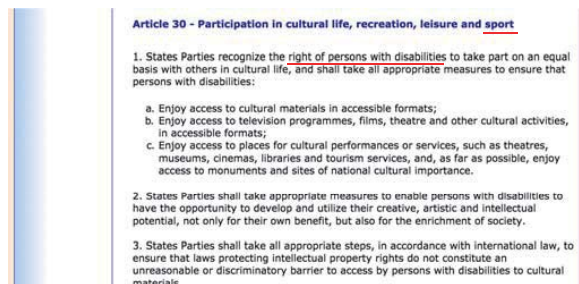 Article 30 - Participation in cultural life, recreation, leisure and sport
1. States Parties recognize the right of persons with disabilities to take part on an equal
basis with others in cultural life, and shall take all appropriate measures to ensure that
persons with disabilities:
a. Enjoy access to cultural materials in accessible formats;
b. Enjoy access to television programmes, films, theatre and other cultural activities,
in accessible formats;
c. Enjoy access to places for cultural performances or services, such as theatres,
museums, cinemas, libraries and tourism services, and, as far as possible, enjoy
access to monuments and sites of national cultural importance.
2. States Parties shall take appropriate measures to enable persons with disabilities to
have the opportunity to develop and utilize their creative, artistic and intellectual
potential, not only for their own benefit, but also for the enrichment of society.
3. States Parties shall take all appropriate steps, in accordance with international law, to
ensure that laws protecting intellectual property rights do not constitute an
unreasonable or discriminatory barrier to access by persons with disabilities to cultural
materials